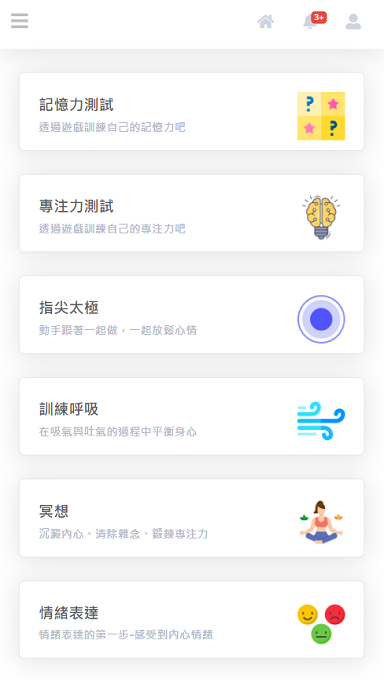 3+
記憶力測試
透過遊戲訓練自己的記憶力吧
? 
?
專注力測試
透過遊戲訓練自己的專注力吧
指尖太極
動手跟著一起做，一起放鬆心情
訓練呼吸
在吸氣與吐氣的過程中平衡身心
冥想
沉澱內心、清除雜念、鍛鍊專注力
情緒表達
情緒表達的第一步-感受到內心情緒